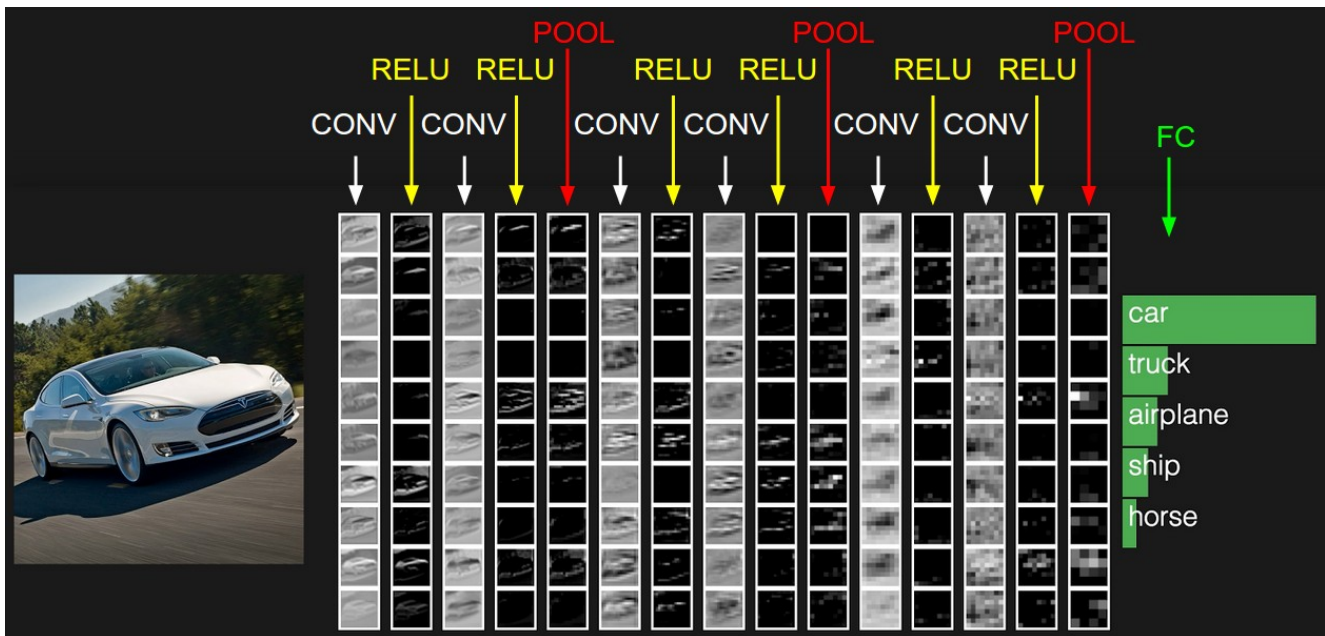 POOL POOL POOL
RELU RELU RELU RELU RELU RELU
CONV CONV CONV CONV CONV CONV
FC
car
truck
airplane
ship
horse